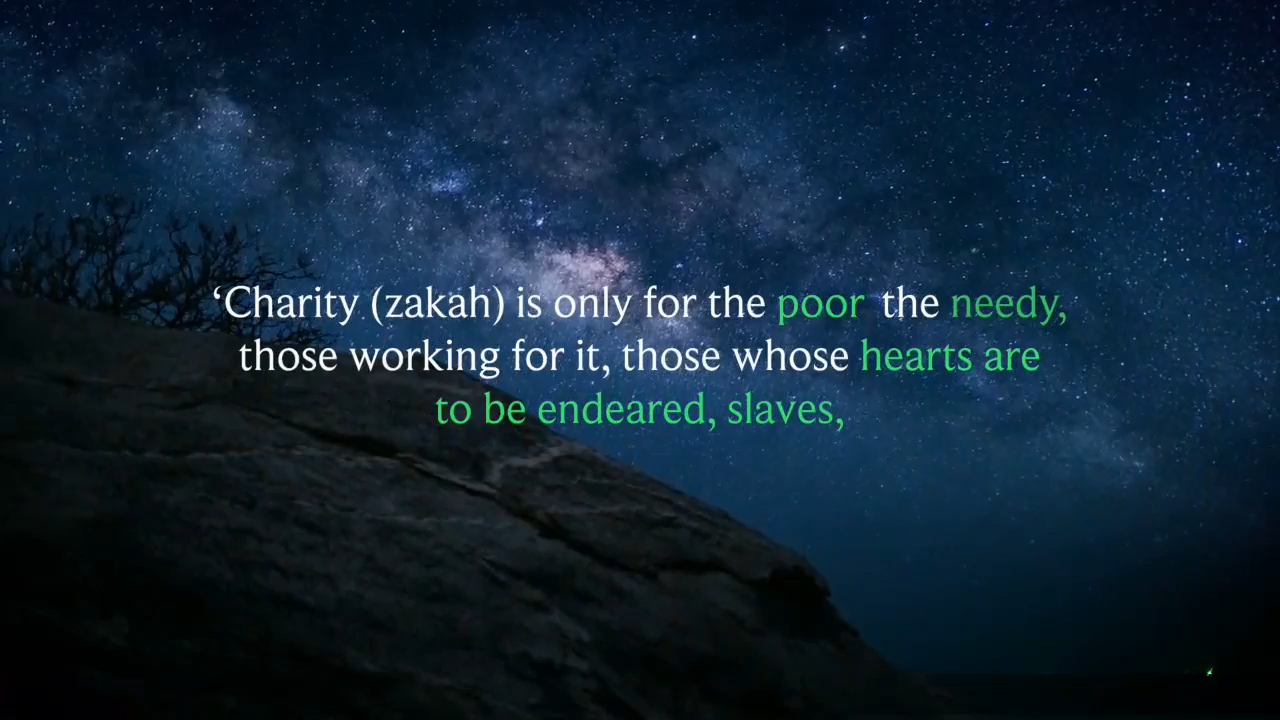 ‘Charity (zakah) is only for the poor the needy,
those working for it, those whose hearts are
to be endeared, slaves,